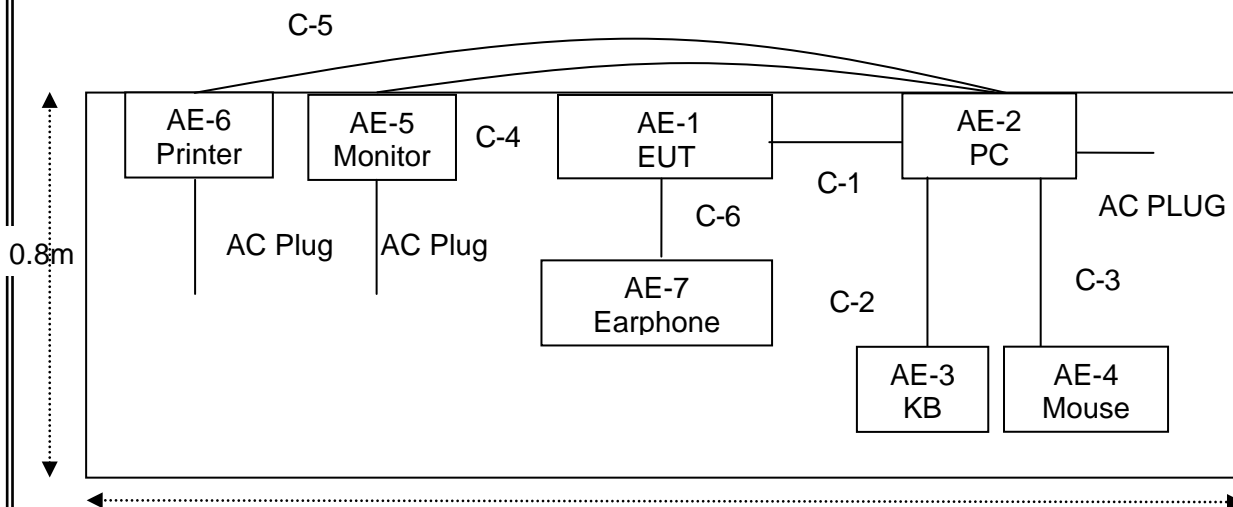 C-5
AE-6
Printer
AE-5
Monitor
C-4
AE-1
EUT
C-1
AE-2
PC
AC PLUG
C-6
AC Plug
AC Plug
0.8m
AE-7
Earphone
C-2
C-3
AE-3
KB
AE-4
Mouse